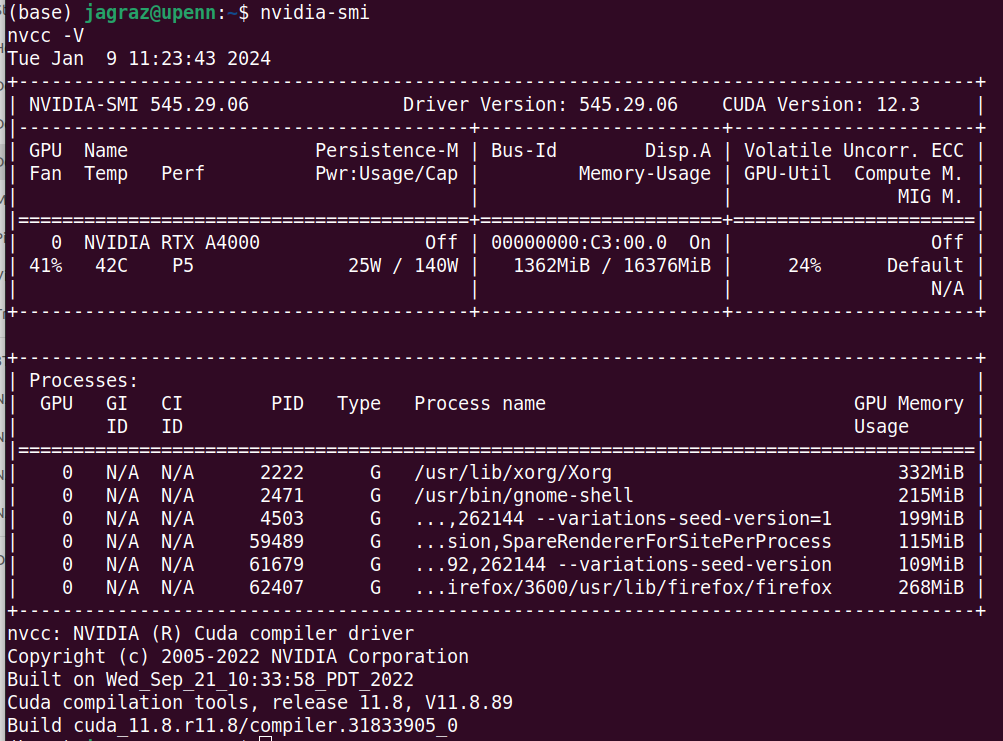 (base) jagraz@upenn:~$ nvidia-smi
nvcc -V
Tue Jan  9 11:23:43 2024
+---------------------------------------------------------------------------------------+
| NVIDIA-SMI 545.29.06              Driver Version: 545.29.06    CUDA Version: 12.3     |
|-----------------------------------------+----------------------+----------------------+
| GPU  Name                 Persistence-M | Bus-Id        Disp.A | Volatile Uncorr. ECC |
| Fan  Temp   Perf          Pwr:Usage/Cap |         Memory-Usage | GPU-Util  Compute M. |
|                                         |                      |               MIG M. |
|=========================================+======================+======================|
|   0  NVIDIA RTX A4000               Off | 00000000:C3:00.0  On |                  Off |
| 41%   42C    P5              25W / 140W |   1362MiB / 16376MiB |     24%      Default |
|                                         |                      |                  N/A |
+-----------------------------------------+----------------------+----------------------+
+---------------------------------------------------------------------------------------+
| Processes:                                                                            |
|  GPU   GI   CI        PID   Type   Process name                            GPU Memory |
|        ID   ID                                                             Usage      |
|=======================================================================================|
|    0   N/A  N/A      2222      G   /usr/lib/xorg/Xorg                          332MiB |
|    0   N/A  N/A      2471      G   /usr/bin/gnome-shell                        215MiB |
|    0   N/A  N/A      4503      G   ...,262144 --variations-seed-version=1      199MiB |
|    0   N/A  N/A     59489      G   ...sion,SpareRendererForSitePerProcess      115MiB |
|    0   N/A  N/A     61679      G   ...92,262144 --variations-seed-version      109MiB |
|    0   N/A  N/A     62407      G   ...irefox/3600/usr/lib/firefox/firefox      268MiB |
+---------------------------------------------------------------------------------------+
nvcc: NVIDIA (R) Cuda compiler driver
Copyright (c) 2005-2022 NVIDIA Corporation
Built on Wed_Sep_21_10:33:58_PDT_2022
Cuda compilation tools, release 11.8, V11.8.89
Build cuda_11.8.r11.8/compiler.31833905_0